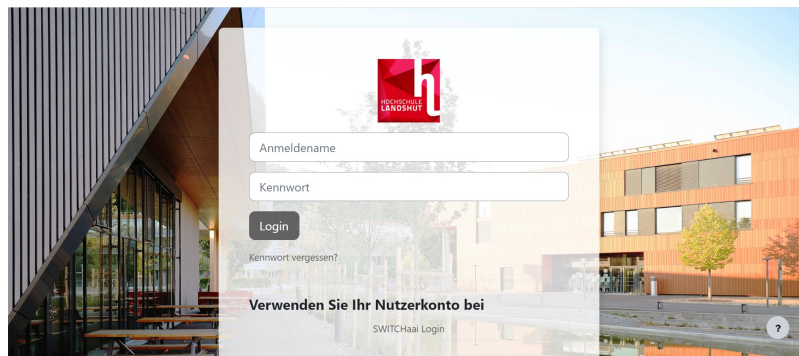 HOCHSCHULE
LANDSHUT
Anmeldename
Kennwort
Login
Kennwort vergessen?
Verwenden Sie Ihr Nutzerkonto bei
SWITCHaai Login
?